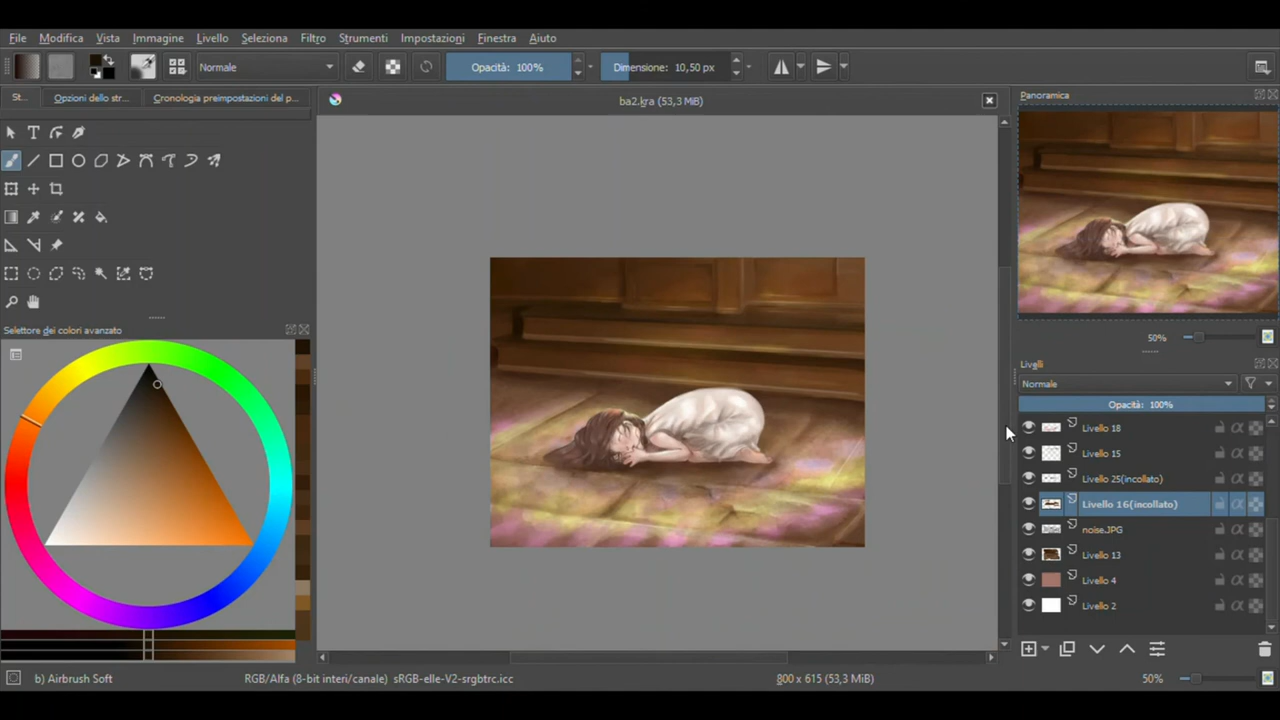 File Modifica Vista Immagine Livello Seleziona Filtro Strumenti Impostazioni Finestra Aiuto
Normale Opacità: 100% Dimensione: 10,50 px
St... Opzioni dello str... Cronologia preimpostazioni del p...
ba2.kra (53,3 MiB)
Panoramica
50%
Selettore dei colori avanzato
Livelli
Normale
Opacità: 100%
Livello 18
Livello 15
Livello 25(incollato)
Livello 16(incollato)
noise.JPG
Livello 13
Livello 4
Livello 2
b) Airbrush Soft RGB/Alfa (8-bit interi/canale) sRGB-elle-V2-srgbtrc.icc 800 x 615 (53,3 MiB) 50%